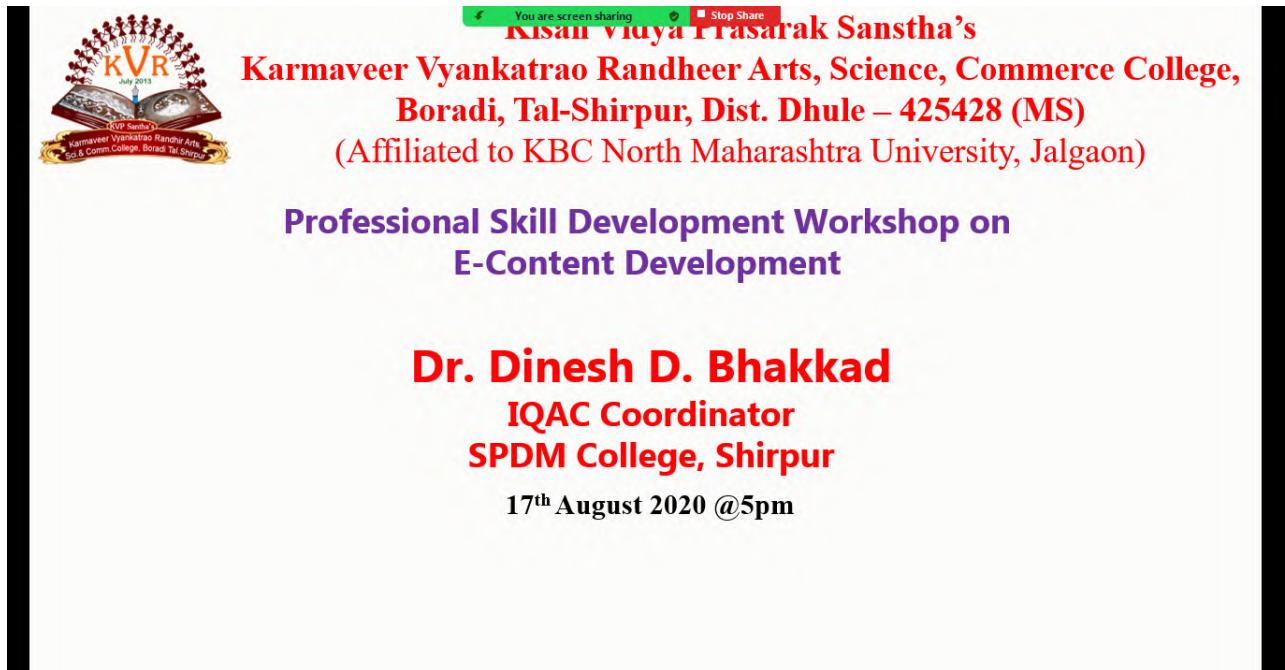 You are screen sharing
Stop Share
Kisan Vidya Prasarak Sanstha's
Karmaveer Vyankatrao Randheer Arts, Science, Commerce College,
Boradi, Tal-Shirpur, Dist. Dhule – 425428 (MS)
(Affiliated to KBC North Maharashtra University, Jalgaon)
KVR
July 2013
KVP Santha's
Karmaveer Vyankatrao Randhir Arts,
Sci.& Comm.College, Boradi Tal.Shirpur
Professional Skill Development Workshop on
E-Content Development
Dr. Dinesh D. Bhakkad
IQAC Coordinator
SPDM College, Shirpur
17th August 2020 @5pm